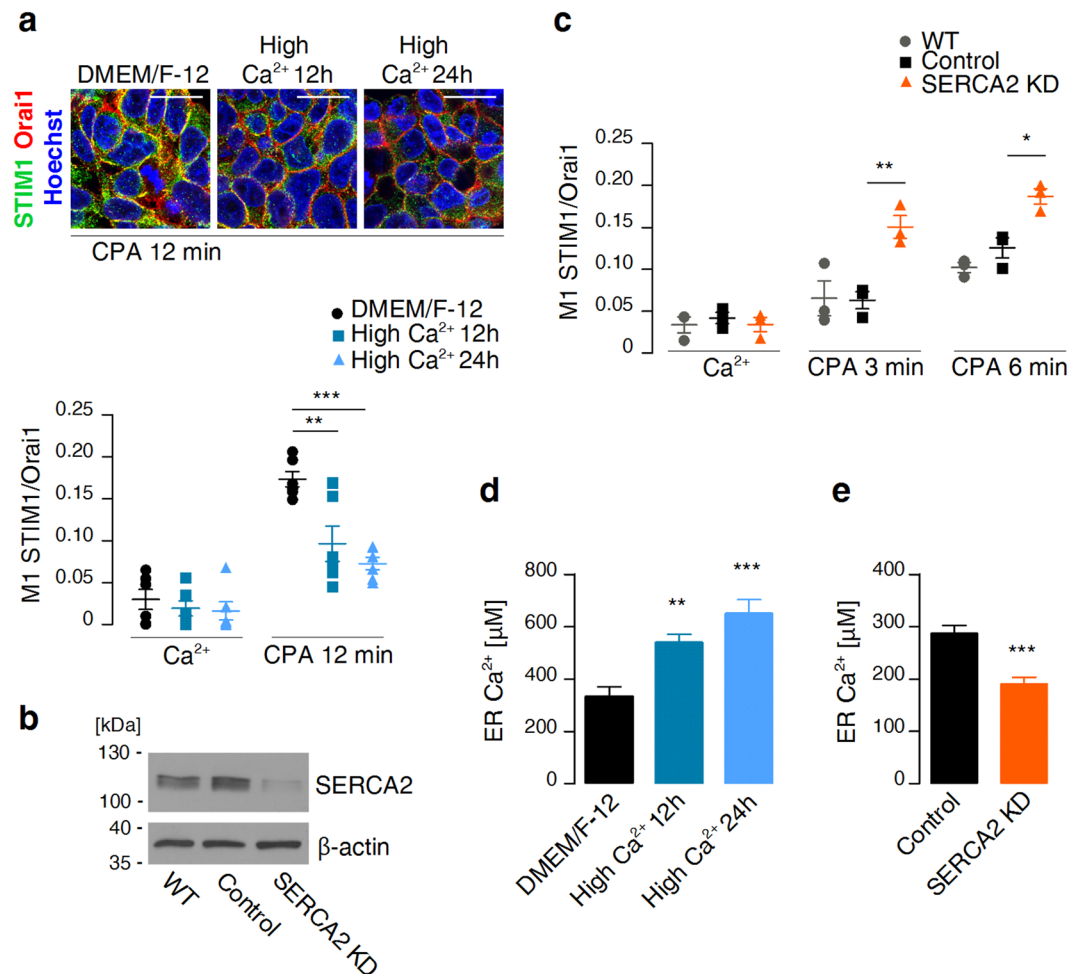 a
DMEM/F-12
High
Ca²⁺ 12h
High
Ca²⁺ 24h
STIM1 Orai1
Hoechst
CPA 12 min
DMEM/F-12
High Ca²⁺ 12h
High Ca²⁺ 24h
M1 STIM1/Orai1
0.25
0.20
0.15
0.10
0.05
0
***
**
Ca²⁺
CPA 12 min
b
[kDa]
130 -
100 -
40 -
35 -
SERCA2
β-actin
WT
Control
SERCA2 KD
c
WT
Control
SERCA2 KD
M1 STIM1/Orai1
0.25
0.20
0.15
0.10
0.05
0
**
*
Ca²⁺
CPA 3 min
CPA 6 min
d
ER Ca²⁺ [µM]
800
600
400
200
0
**
***
DMEM/F-12
High Ca²⁺ 12h
High Ca²⁺ 24h
e
ER Ca²⁺ [µM]
400
300
200
100
0
***
Control
SERCA2 KD